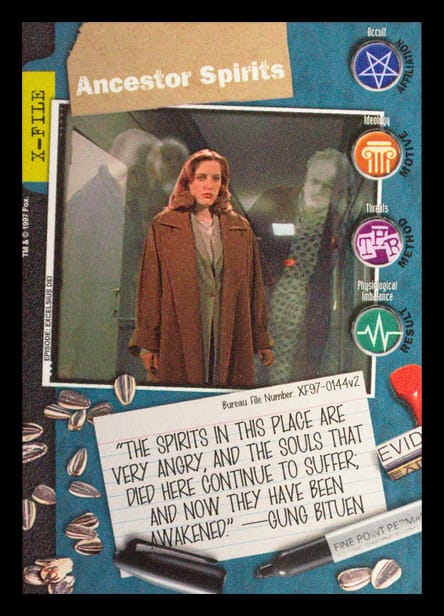 Ancestor Spirits
X-FILE
TM & © 1997 Fox.
EPISODE: EXCELSIUS DEI
Occult
AFFILIATION
Ideology
MOTIVE
Threats
THR
METHOD
Physiological
Imbalance
RESULT
Bureau File Number: XF97-0144v2
"THE SPIRITS IN THIS PLACE ARE
VERY ANGRY, AND THE SOULS THAT
DIED HERE CONTINUE TO SUFFER,
AND NOW THEY HAVE BEEN
AWAKENED." —GUNG BITUEN
EVID
FINE POINT PERMA